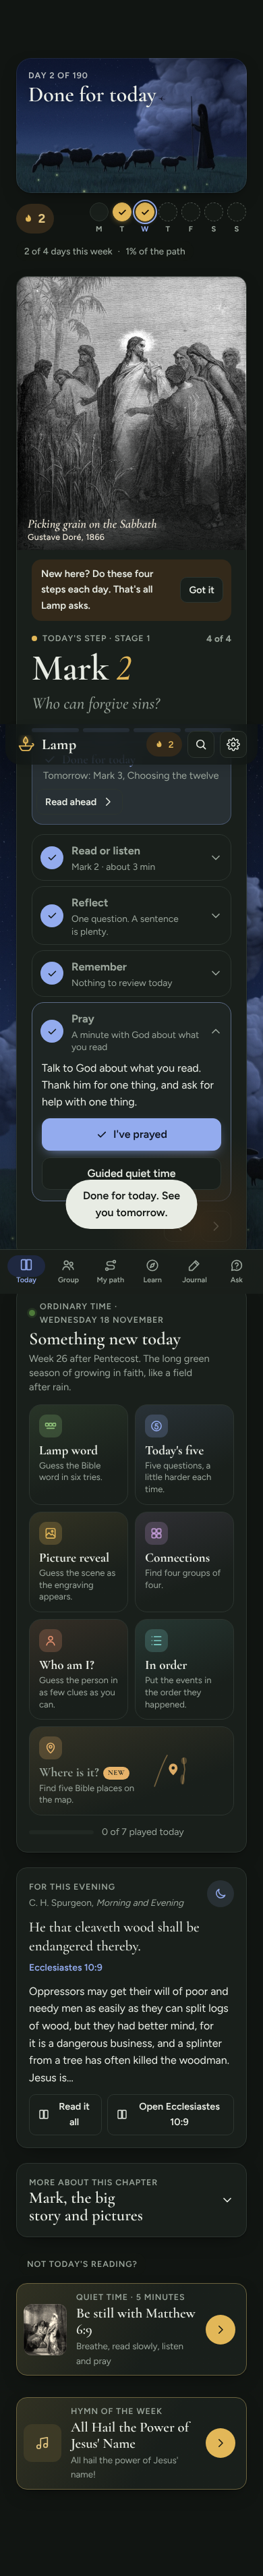 DAY 2 OF 190
Done for today
2
M T W T F S S
2 of 4 days this week · 1% of the path
Picking grain on the Sabbath
Gustave Doré, 1866
New here? Do these four
steps each day. That's all
Lamp asks.
Got it
TODAY'S STEP · STAGE 1
4 of 4
Mark 2
Who can forgive sins?
Lamp
2
Done for today
Tomorrow: Mark 3, Choosing the twelve
Read ahead
Read or listen
Mark 2 · about 3 min
Reflect
One question. A sentence
is plenty.
Remember
Nothing to review today
Pray
A minute with God about what
you read
Talk to God about what you read.
Thank him for one thing, and ask for
help with one thing.
I've prayed
Guided quiet time
Done for today. See
you tomorrow.
Today
Group
My path
Learn
Journal
Ask
ORDINARY TIME ·
WEDNESDAY 18 NOVEMBER
Something new today
Week 26 after Pentecost. The long green
season of growing in faith, like a field
after rain.
Lamp word
Guess the Bible
word in six tries.
Today's five
Five questions, a
little harder each
time.
Picture reveal
Guess the scene as
the engraving
appears.
Connections
Find four groups of
four.
Who am I?
Guess the person in
as few clues as you
can.
In order
Put the events in
the order they
happened.
Where is it? NEW
Find five Bible places on
the map.
0 of 7 played today
FOR THIS EVENING
C. H. Spurgeon, Morning and Evening
He that cleaveth wood shall be
endangered thereby.
Ecclesiastes 10:9
Oppressors may get their will of poor and
needy men as easily as they can split logs
of wood, but they had better mind, for
it is a dangerous business, and a splinter
from a tree has often killed the woodman.
Jesus is…
Read it
all
Open Ecclesiastes
10:9
MORE ABOUT THIS CHAPTER
Mark, the big
story and pictures
NOT TODAY'S READING?
QUIET TIME · 5 MINUTES
Be still with Matthew
6:9
Breathe, read slowly, listen
and pray
HYMN OF THE WEEK
All Hail the Power of
Jesus' Name
All hail the power of Jesus'
name!